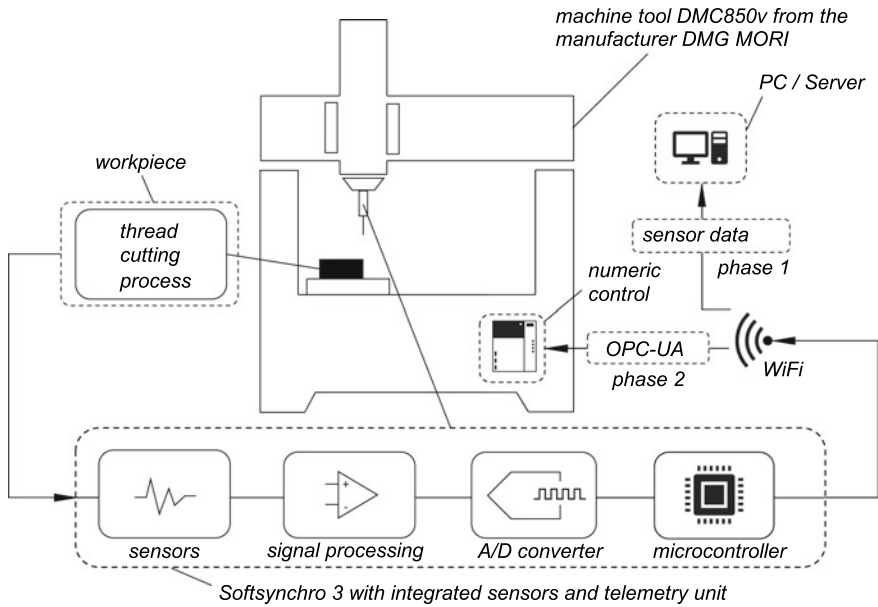 machine tool DMC850v from the
manufacturer DMG MORI
PC / Server
workpiece
thread
cutting
process
sensor data
phase 1
numeric
control
OPC-UA
phase 2
WiFi
+
-
sensors
signal processing
A/D converter
microcontroller
Softsynchro 3 with integrated sensors and telemetry unit